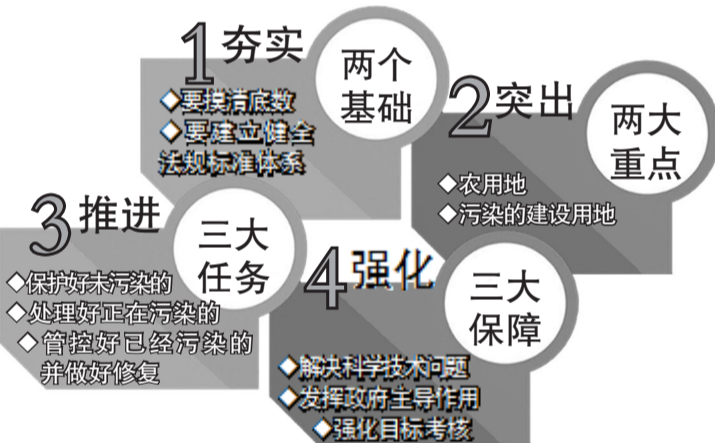 1 夯实
两个
基础
◆要摸清底数
◆要建立健全
法规标准体系
2 突出
两大
重点
◆农用地
◆污染的建设用地
3 推进
三大
任务
◆保护好未污染的
◆处理好正在污染的
◆管控好已经污染的
并做好修复
4 强化
三大
保障
◆解决科学技术问题
◆发挥政府主导作用
◆强化目标考核